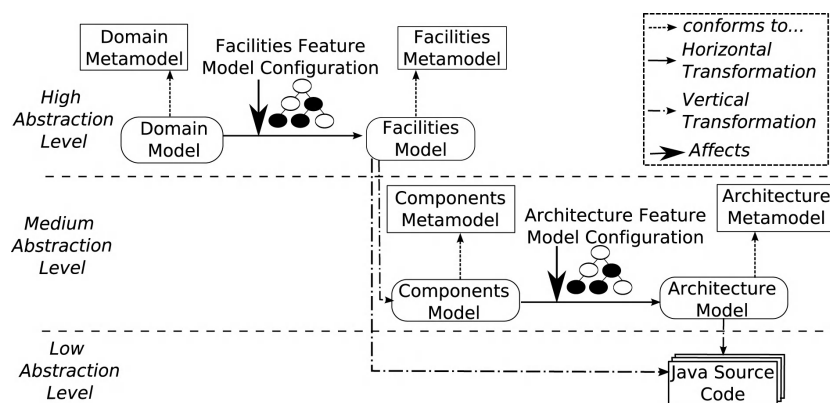 Domain
Metamodel
Facilities Feature
Model Configuration
Facilities
Metamodel
conforms to...
Horizontal
Transformation
Vertical
Transformation
Affects
High
Abstraction
Level
Domain
Model
Facilities
Model
Medium
Abstraction
Level
Components
Metamodel
Architecture Feature
Model Configuration
Architecture
Metamodel
Components
Model
Architecture
Model
Low
Abstraction
Level
Java Source
Code